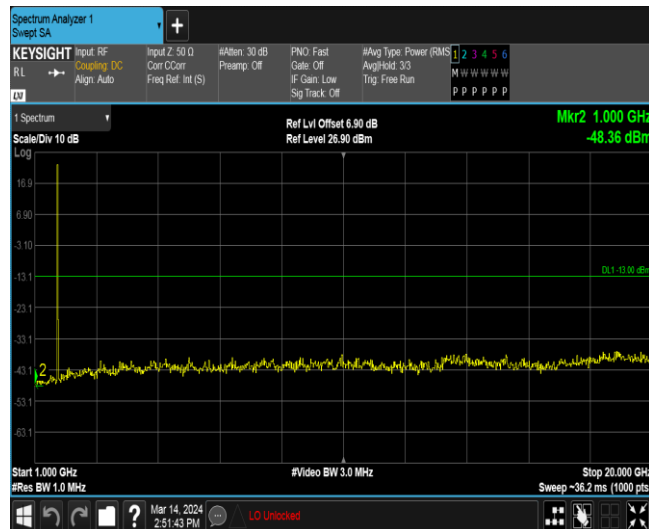 Spectrum Analyzer 1
Swept SA
+
KEYSIGHT
RL
LXI
Input: RF
Coupling: DC
Align: Auto
Input Z: 50 Ω
Corr CCorr
Freq Ref: Int (S)
#Atten: 30 dB
Preamp: Off
PNO: Fast
Gate: Off
IF Gain: Low
Sig Track: Off
#Avg Type: Power (RMS
Avg|Hold: 3/3
Trig: Free Run
1 2 3 4 5 6
M W W W W W
P P P P P P
1 Spectrum
Scale/Div 10 dB
Log
Ref Lvl Offset 6.90 dB
Ref Level 26.90 dBm
Mkr2 1.000 GHz
-48.36 dBm
16.9
6.90
-3.10
-13.1
DL1 -13.00 dBm
-23.1
-33.1
-43.1
2
-53.1
-63.1
Start 1.000 GHz
#Video BW 3.0 MHz
Stop 20.000 GHz
#Res BW 1.0 MHz
Sweep ~36.2 ms (1000 pts
?
Mar 14, 2024
2:51:43 PM
LO Unlocked